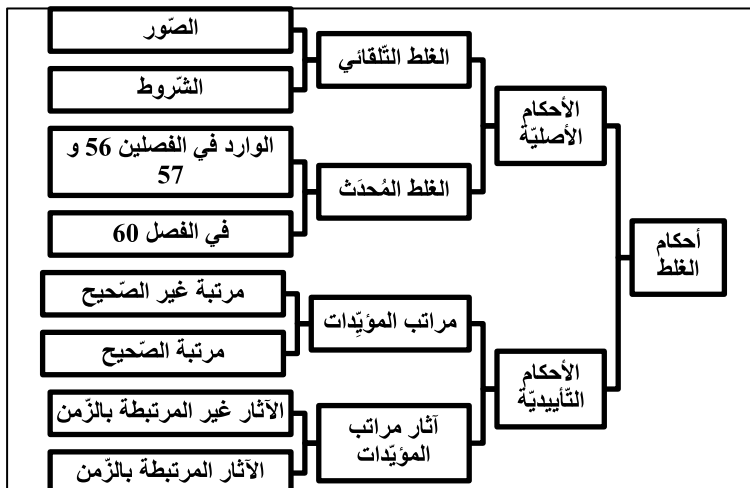 أحكام
الغلط
الأحكام
الأصليّة
الغلط التّلقائي
الصّور
الشّروط
الغلط المُحدَث
الوارد في الفصلين 56 و
57
في الفصل 60
الأحكام
التّأييديّة
مراتب المؤيِّدات
مرتبة غير الصّحيح
مرتبة الصّحيح
آثار مراتب
المؤيّدات
الآثار غير المرتبطة بالزّمن
الآثار المرتبطة بالزّمن